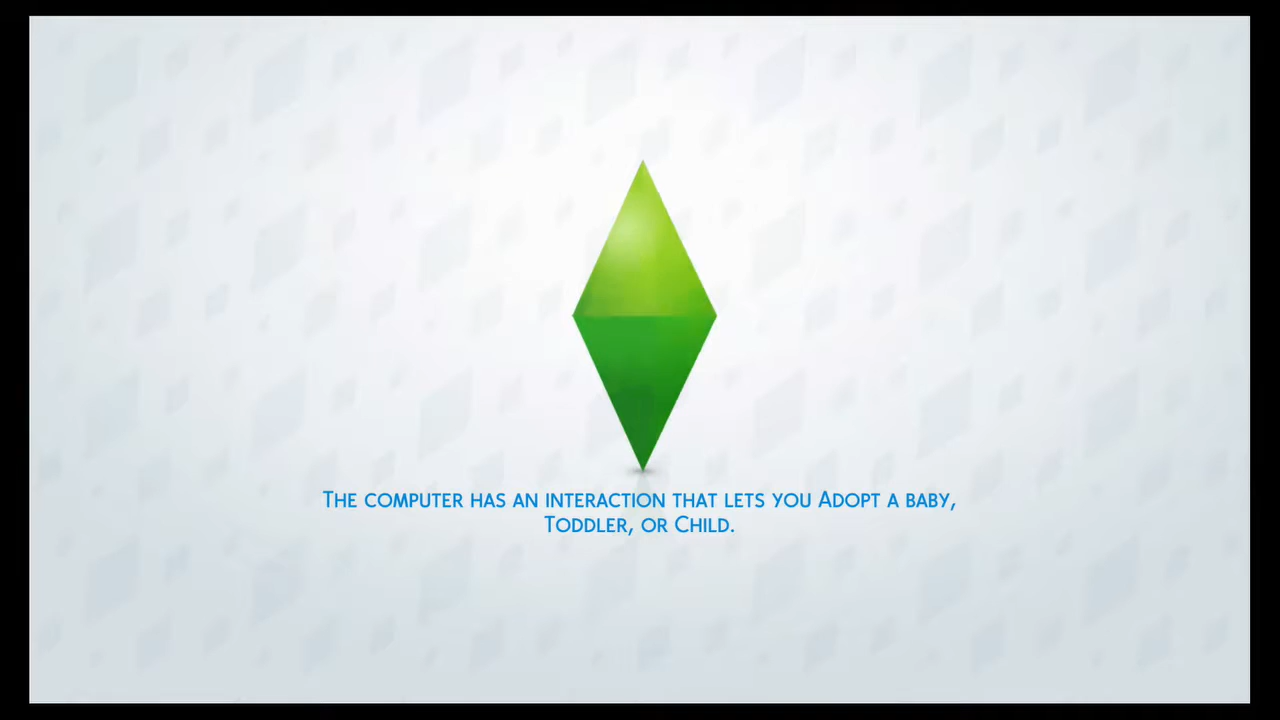 The computer has an interaction that lets you Adopt a baby,
Toddler, or Child.